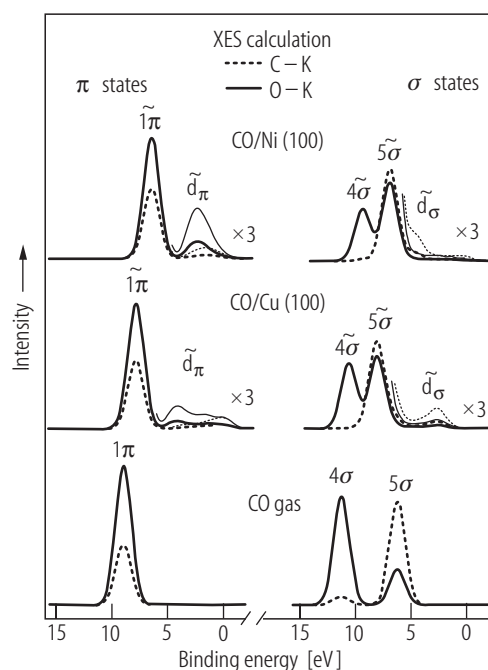 XES calculation
C – K
O – K
π states
σ states
CO/Ni (100)
1π̃
d̃π
×3
4σ̃
5σ̃
d̃σ
×3
CO/Cu (100)
1π̃
d̃π
×3
4σ̃
5σ̃
d̃σ
×3
CO gas
1π
4σ
5σ
Intensity
15 10 5 0 15 10 5 0
Binding energy [eV]